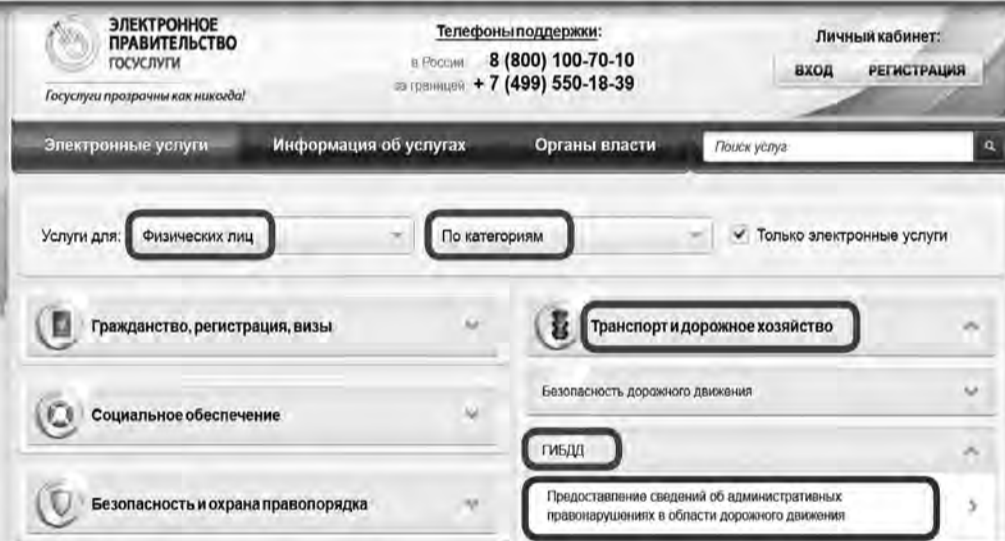 ЭЛЕКТРОННОЕ
ПРАВИТЕЛЬСТВО
ГОСУСЛУГИ
Госуслуги прозрачны как никогда!
Телефоны поддержки:
в России 8 (800) 100-70-10
за границей + 7 (499) 550-18-39
Личный кабинет:
ВХОД РЕГИСТРАЦИЯ
Электронные услуги Информация об услугах Органы власти Поиск услуг
Услуги для: Физических лиц По категориям Только электронные услуги
Гражданство, регистрация, визы
Социальное обеспечение
Безопасность и охрана правопорядка
Транспорт и дорожное хозяйство
Безопасность дорожного движения
ГИБДД
Предоставление сведений об административных
правонарушениях в области дорожного движения